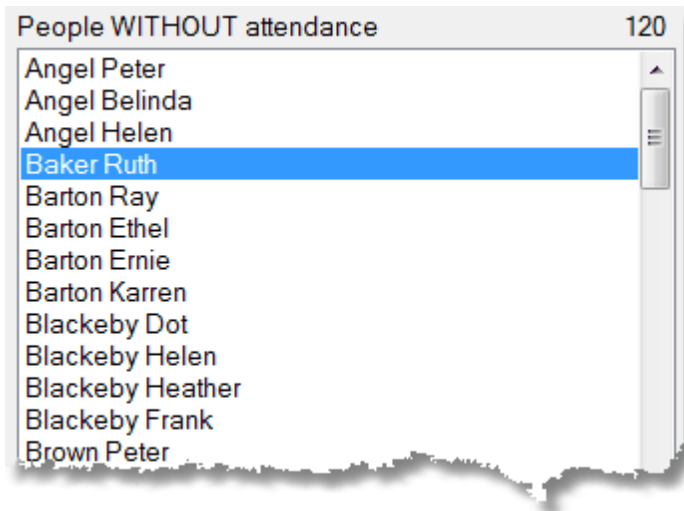 People WITHOUT attendance 120
Angel Peter
Angel Belinda
Angel Helen
Baker Ruth
Barton Ray
Barton Ethel
Barton Ernie
Barton Karren
Blackeby Dot
Blackeby Helen
Blackeby Heather
Blackeby Frank
Brown Peter